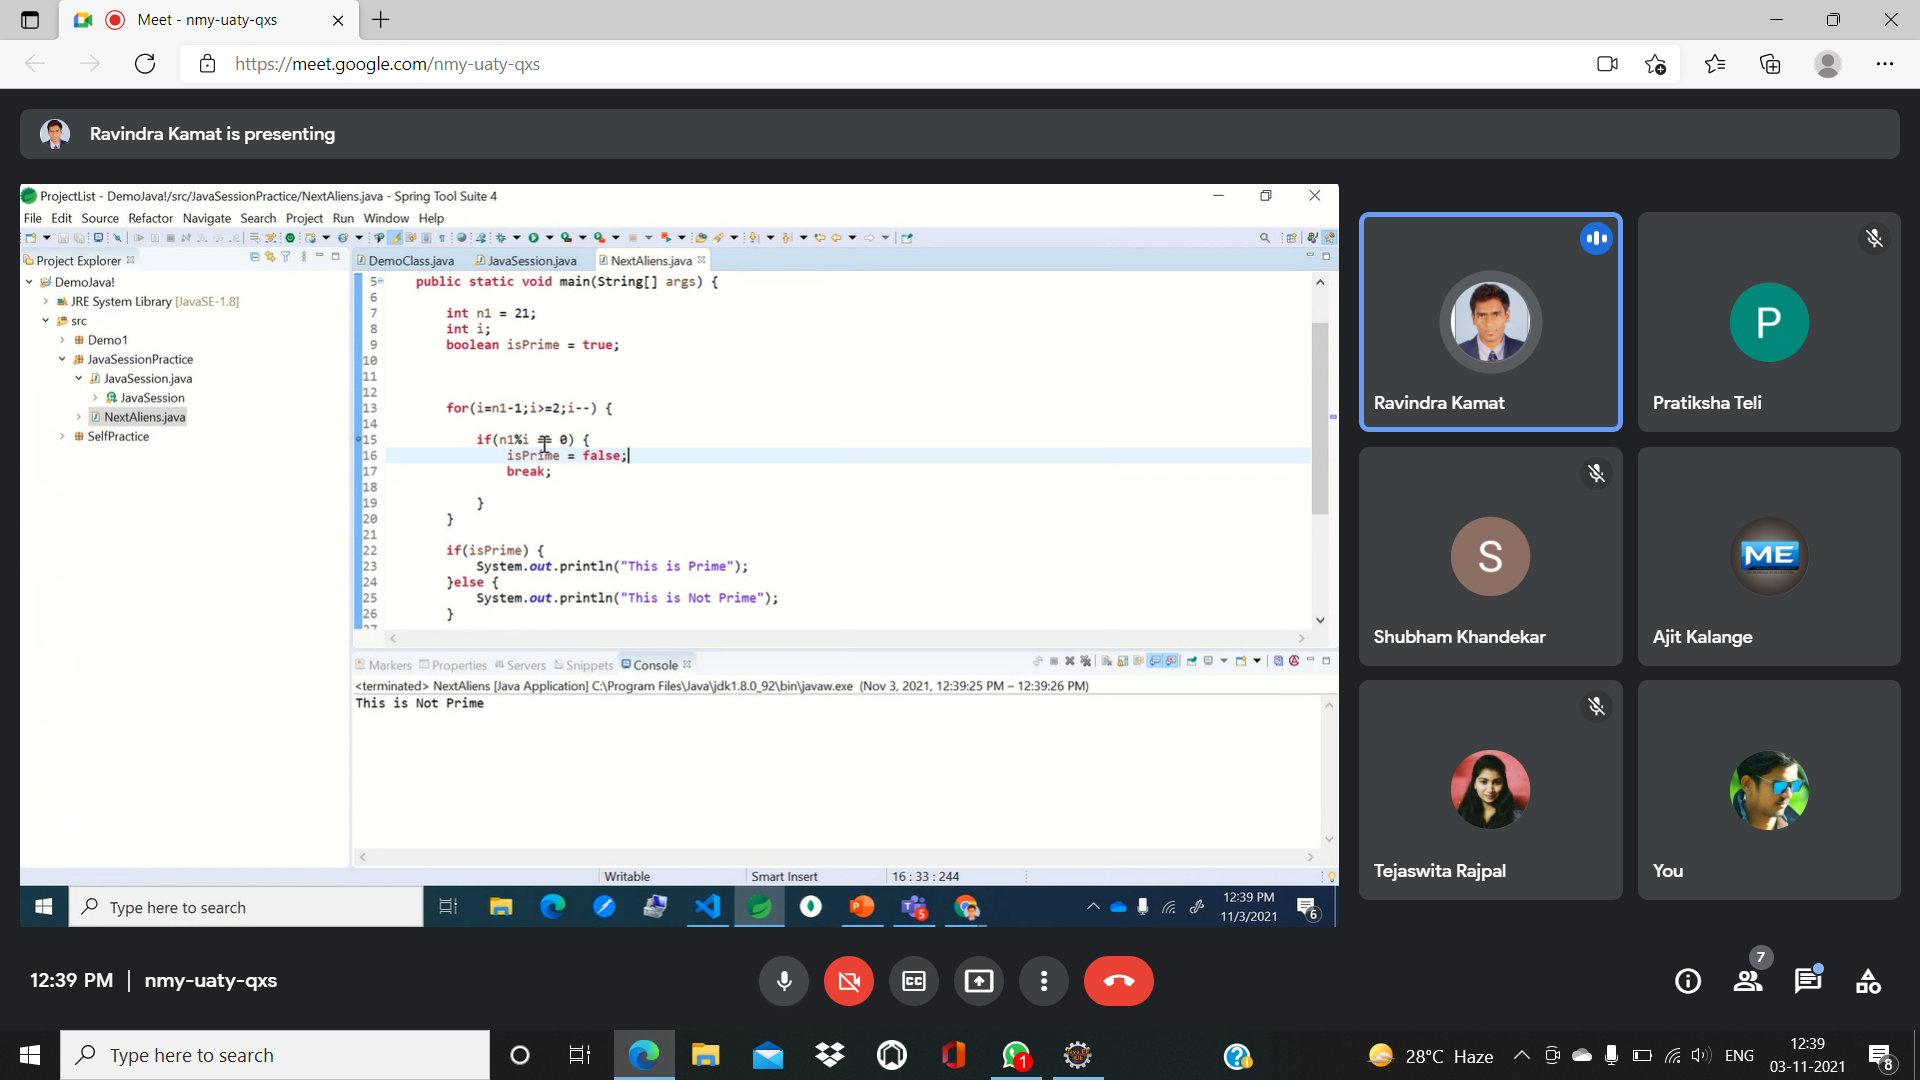 Meet - nmy-uaty-qxs
https://meet.google.com/nmy-uaty-qxs
Ravindra Kamat is presenting
ProjectList - DemoJava!/src/JavaSessionPractice/NextAliens.java - Spring Tool Suite 4
File Edit Source Refactor Navigate Search Project Run Window Help
Project Explorer
DemoJava!
JRE System Library [JavaSE-1.8]
src
Demo1
JavaSessionPractice
JavaSession.java
JavaSession
NextAliens.java
SelfPractice
DemoClass.java JavaSession.java NextAliens.java
5 public static void main(String[] args) {
6
7 int n1 = 21;
8 int i;
9 boolean isPrime = true;
10
11
12
13 for(i=n1-1;i>=2;i--) {
14
15 if(n1%i == 0) {
16 isPrime = false;
17 break;
18
19 }
20 }
21
22 if(isPrime) {
23 System.out.println("This is Prime");
24 }else {
25 System.out.println("This is Not Prime");
26 }
27
Markers Properties Servers Snippets Console
<terminated> NextAliens [Java Application] C:\Program Files\Java\jdk1.8.0_92\bin\javaw.exe (Nov 3, 2021, 12:39:25 PM – 12:39:26 PM)
This is Not Prime
Writable Smart Insert 16 : 33 : 244
Type here to search
P
5
12:39 PM
11/3/2021
6
Ravindra Kamat
P
Pratiksha Teli
S
Shubham Khandekar
ME
Ajit Kalange
Tejaswita Rajpal
You
12:39 PM | nmy-uaty-qxs
CC
7
Type here to search
1
28°C Haze
ENG
12:39
03-11-2021
8